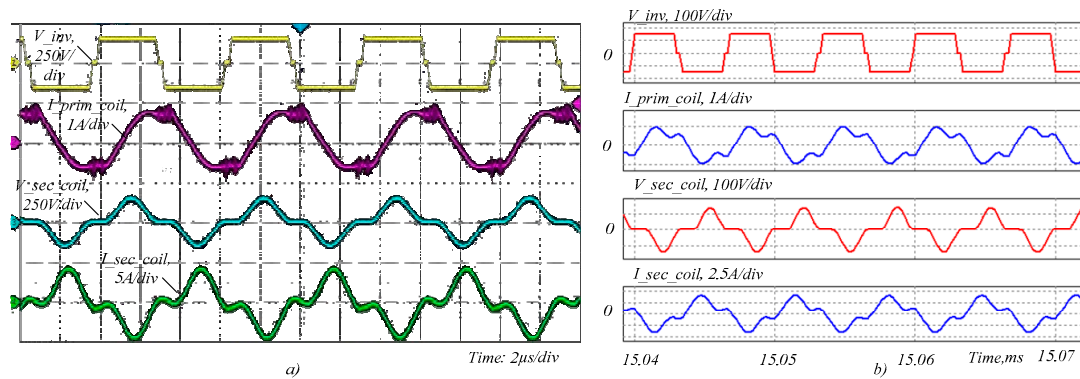 V_inv,
250V/
div
I_prim_coil,
1A/div
V_sec_coil,
250V/div
I_sec_coil,
5A/div
Time: 2µs/div
a)
V_inv, 100V/div
0
I_prim_coil, 1A/div
0
V_sec_coil, 100V/div
0
I_sec_coil, 2.5A/div
0
15.04 15.05 15.06 Time,ms 15.07
b)